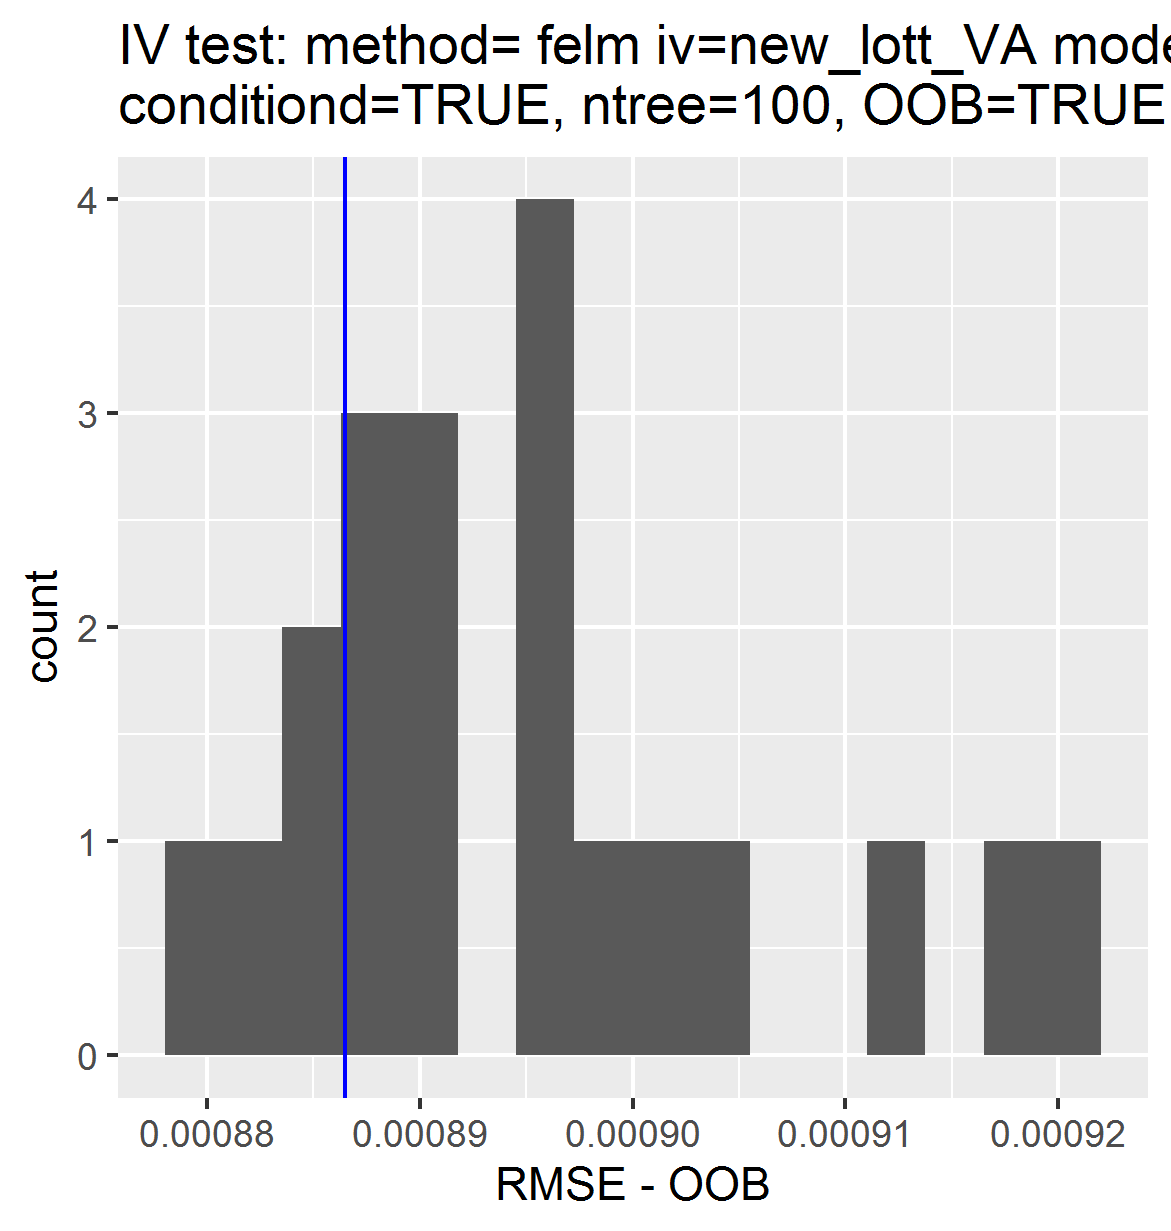 IV test: method= felm iv=new_lott_VA mode
conditiond=TRUE, ntree=100, OOB=TRUE
4
3
2
1
0
count
0.00088 0.00089 0.00090 0.00091 0.00092
RMSE - OOB